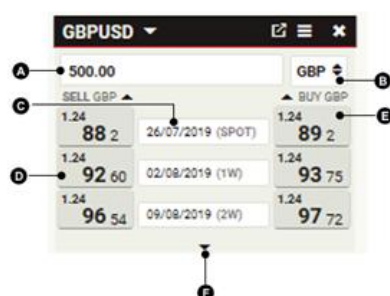 GBPUSD
A 500.00 GBP B
C
SELL GBP BUY GBP
1.24 88 2 26/07/2019 (SPOT) 1.24 89 2 E
D 1.24 92 60 02/08/2019 (1W) 1.24 93 75
1.24 96 54 09/08/2019 (2W) 1.24 97 72
F